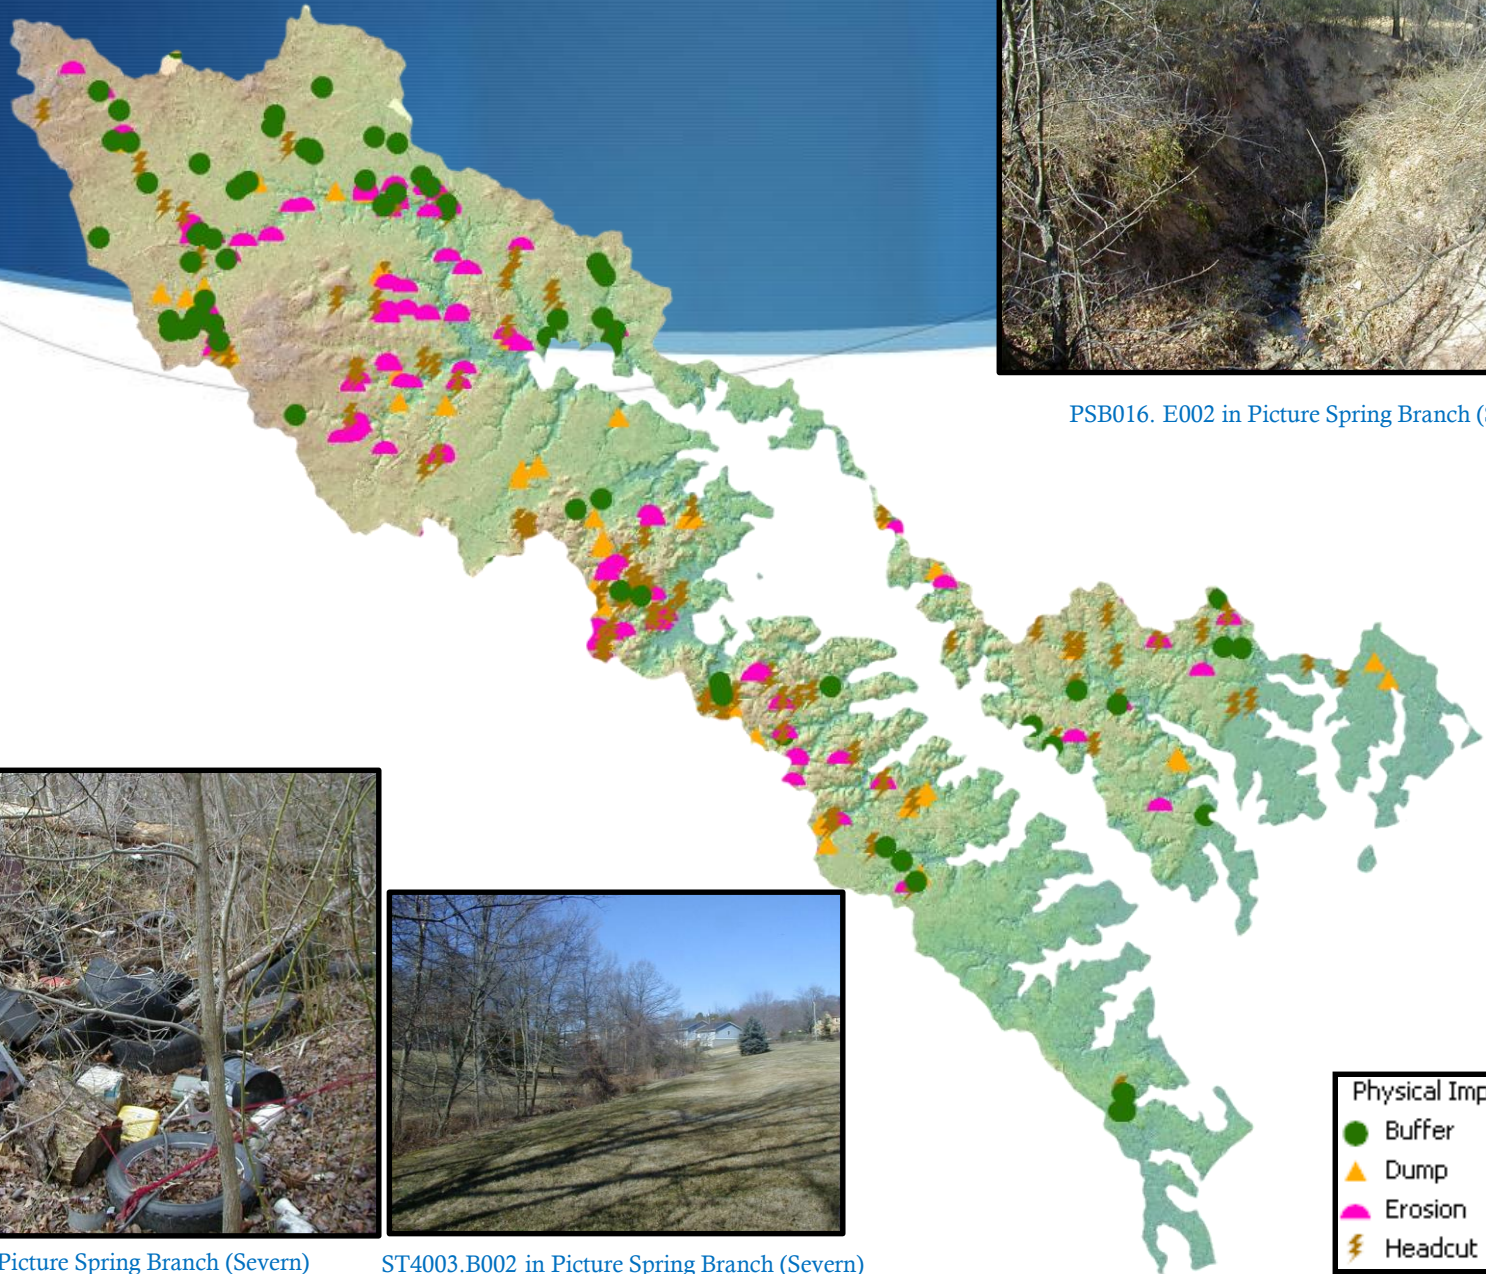 PSB016. E002 in Picture Spring Branch (
Physical Imp
Buffer
Dump
Erosion
Headcut
Picture Spring Branch (Severn)
ST4003.B002 in Picture Spring Branch (Severn)